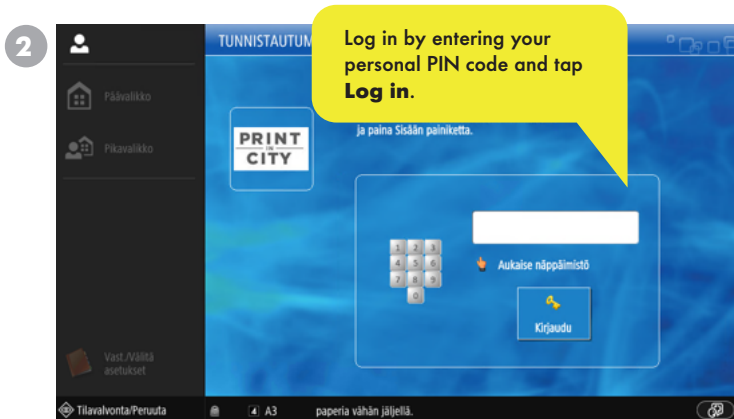 2
TUNNISTAUTUM
Log in by entering your
personal PIN code and tap
Log in.
Päävalikko
ja paina Sisään painiketta.
PRINT
IN
CITY
Pikavalikko
1 2 3
4 5 6
7 8 9
0
Aukaise näppäimistö
Kirjaudu
Vast./Välitä
asetukset
Tilavalvonta/Peruuta
4 A3 paperia vähän jäljellä.